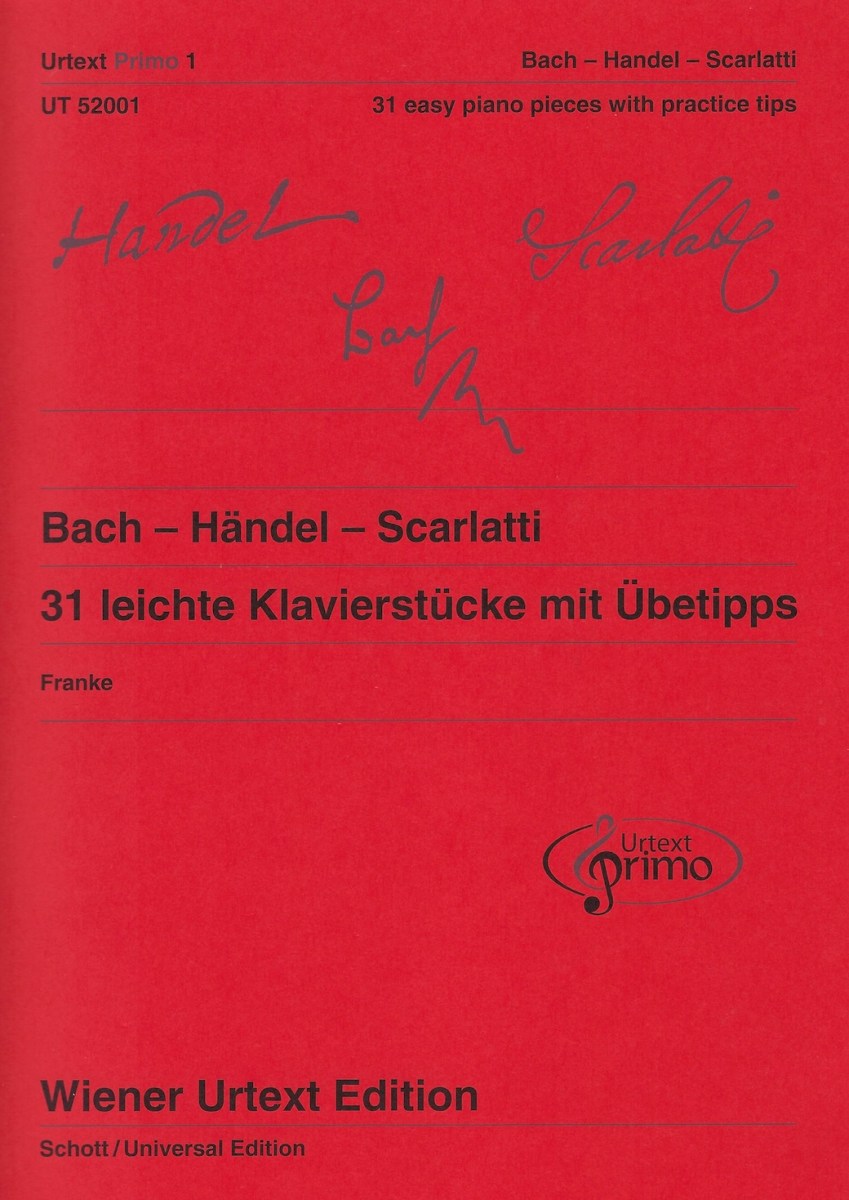 Urtext Primo 1
Bach – Handel – Scarlatti
UT 52001
31 easy piano pieces with practice tips
Handel
Scarlatti
Bach
Bach – Händel – Scarlatti
31 leichte Klavierstücke mit Übetipps
Franke
Urtext
primo
Wiener Urtext Edition
Schott / Universal Edition